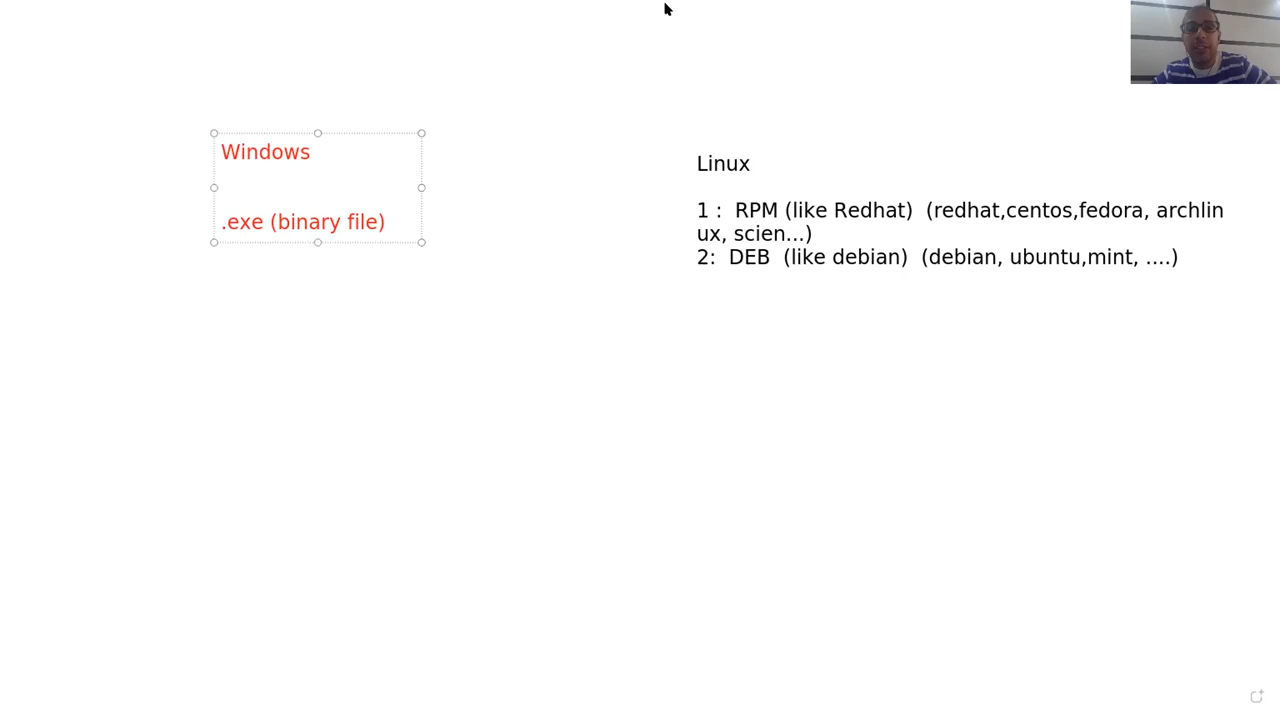 Windows
.exe (binary file)
Linux
1 :  RPM (like Redhat)  (redhat,centos,fedora, archlin
ux, scien...)
2:  DEB  (like debian)  (debian, ubuntu,mint, ....)